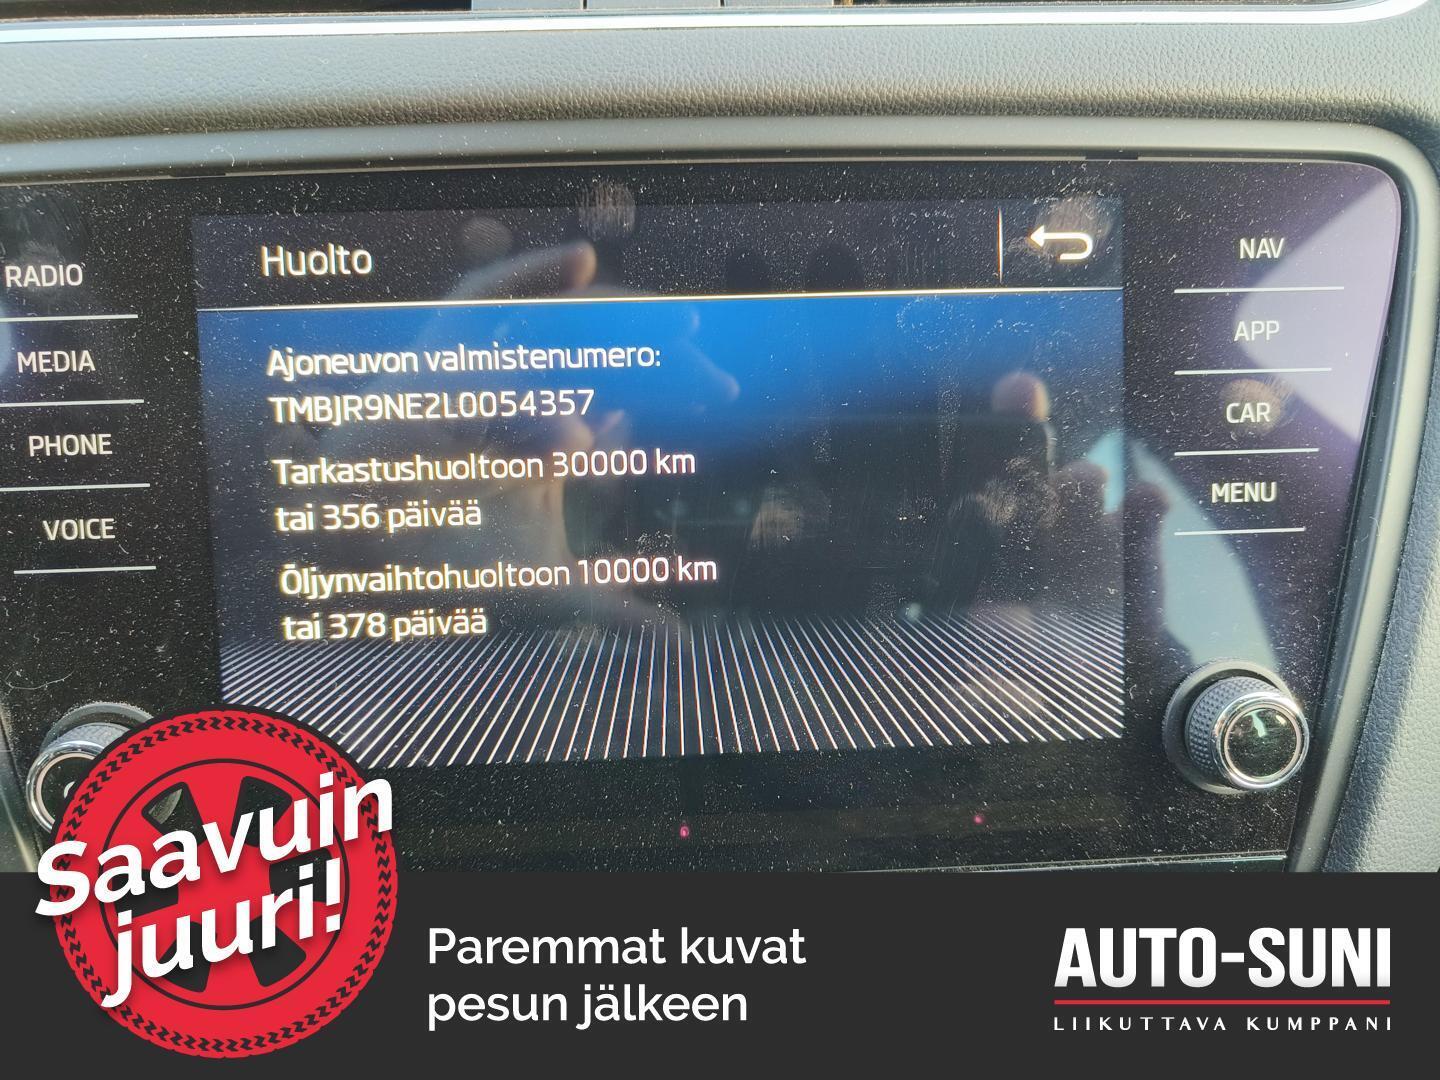 Huolto
RADIO
MEDIA
PHONE
VOICE
Ajoneuvon valmistenumero:
TMBJR9NE2L0054357
Tarkastushuoltoon 30000 km
tai 356 päivää
Öljynvaihtohuoltoon 10000 km
tai 378 päivää
NAV
APP
CAR
MENU
Saavuin
juuri!
Paremmat kuvat
pesun jälkeen
AUTO-SUNI
LIIKUTTAVA KUMPPANI